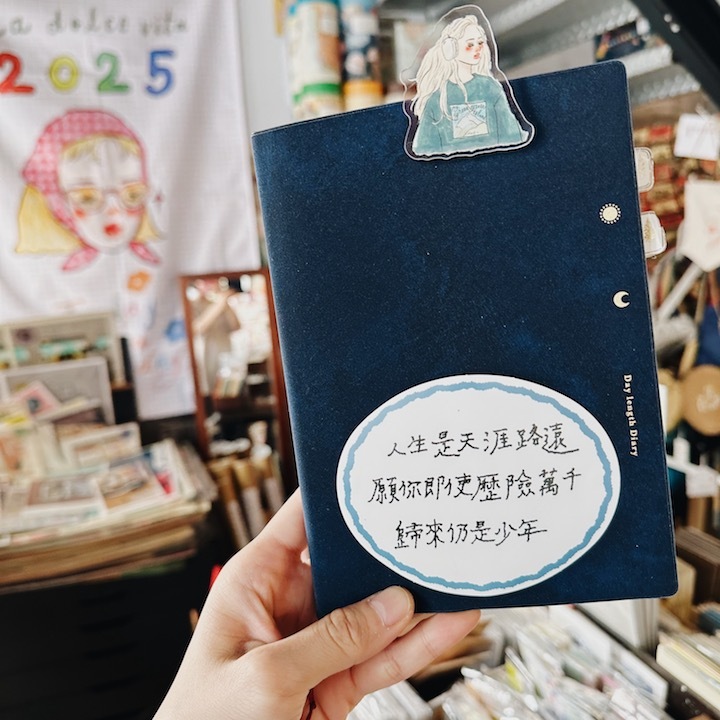 La dolce vita
2025
Day length Diary
人生是天涯路遠
願你即使歷險萬千
歸來仍是少年